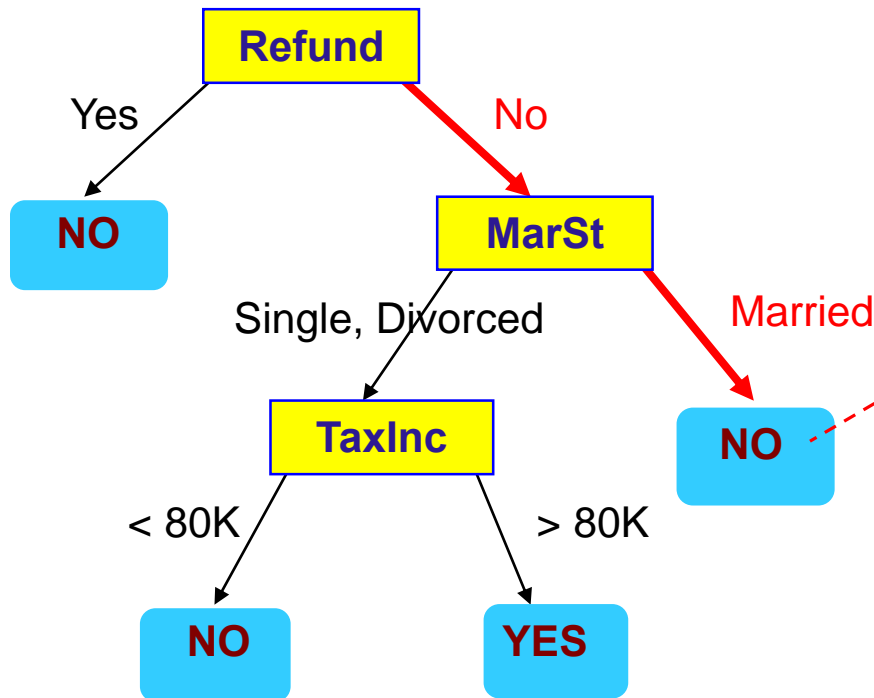 Refund
Yes
No
NO
MarSt
Single, Divorced
Married
TaxInc
NO
< 80K
> 80K
NO
YES